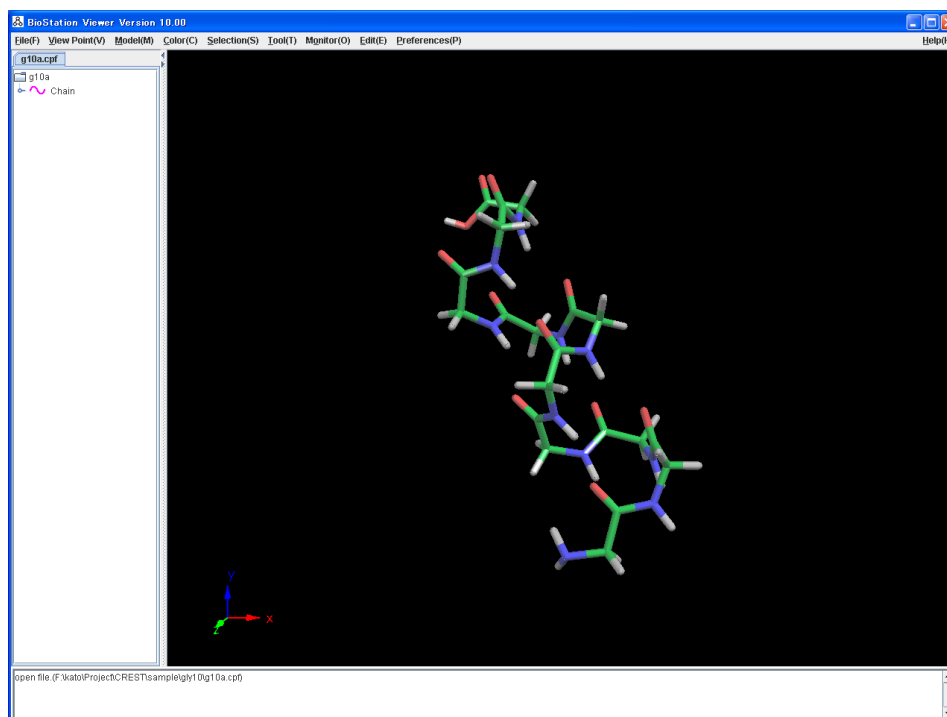 BioStation Viewer Version 10.00
File(F) View Point(V) Model(M) Color(C) Selection(S) Tool(T) Monitor(O) Edit(E) Preferences(P) Help(H
g10a.cpf
g10a
Chain
Y
X
Z
open file.(F:\kato\Project\CREST\sample\gly10\g10a.cpf)